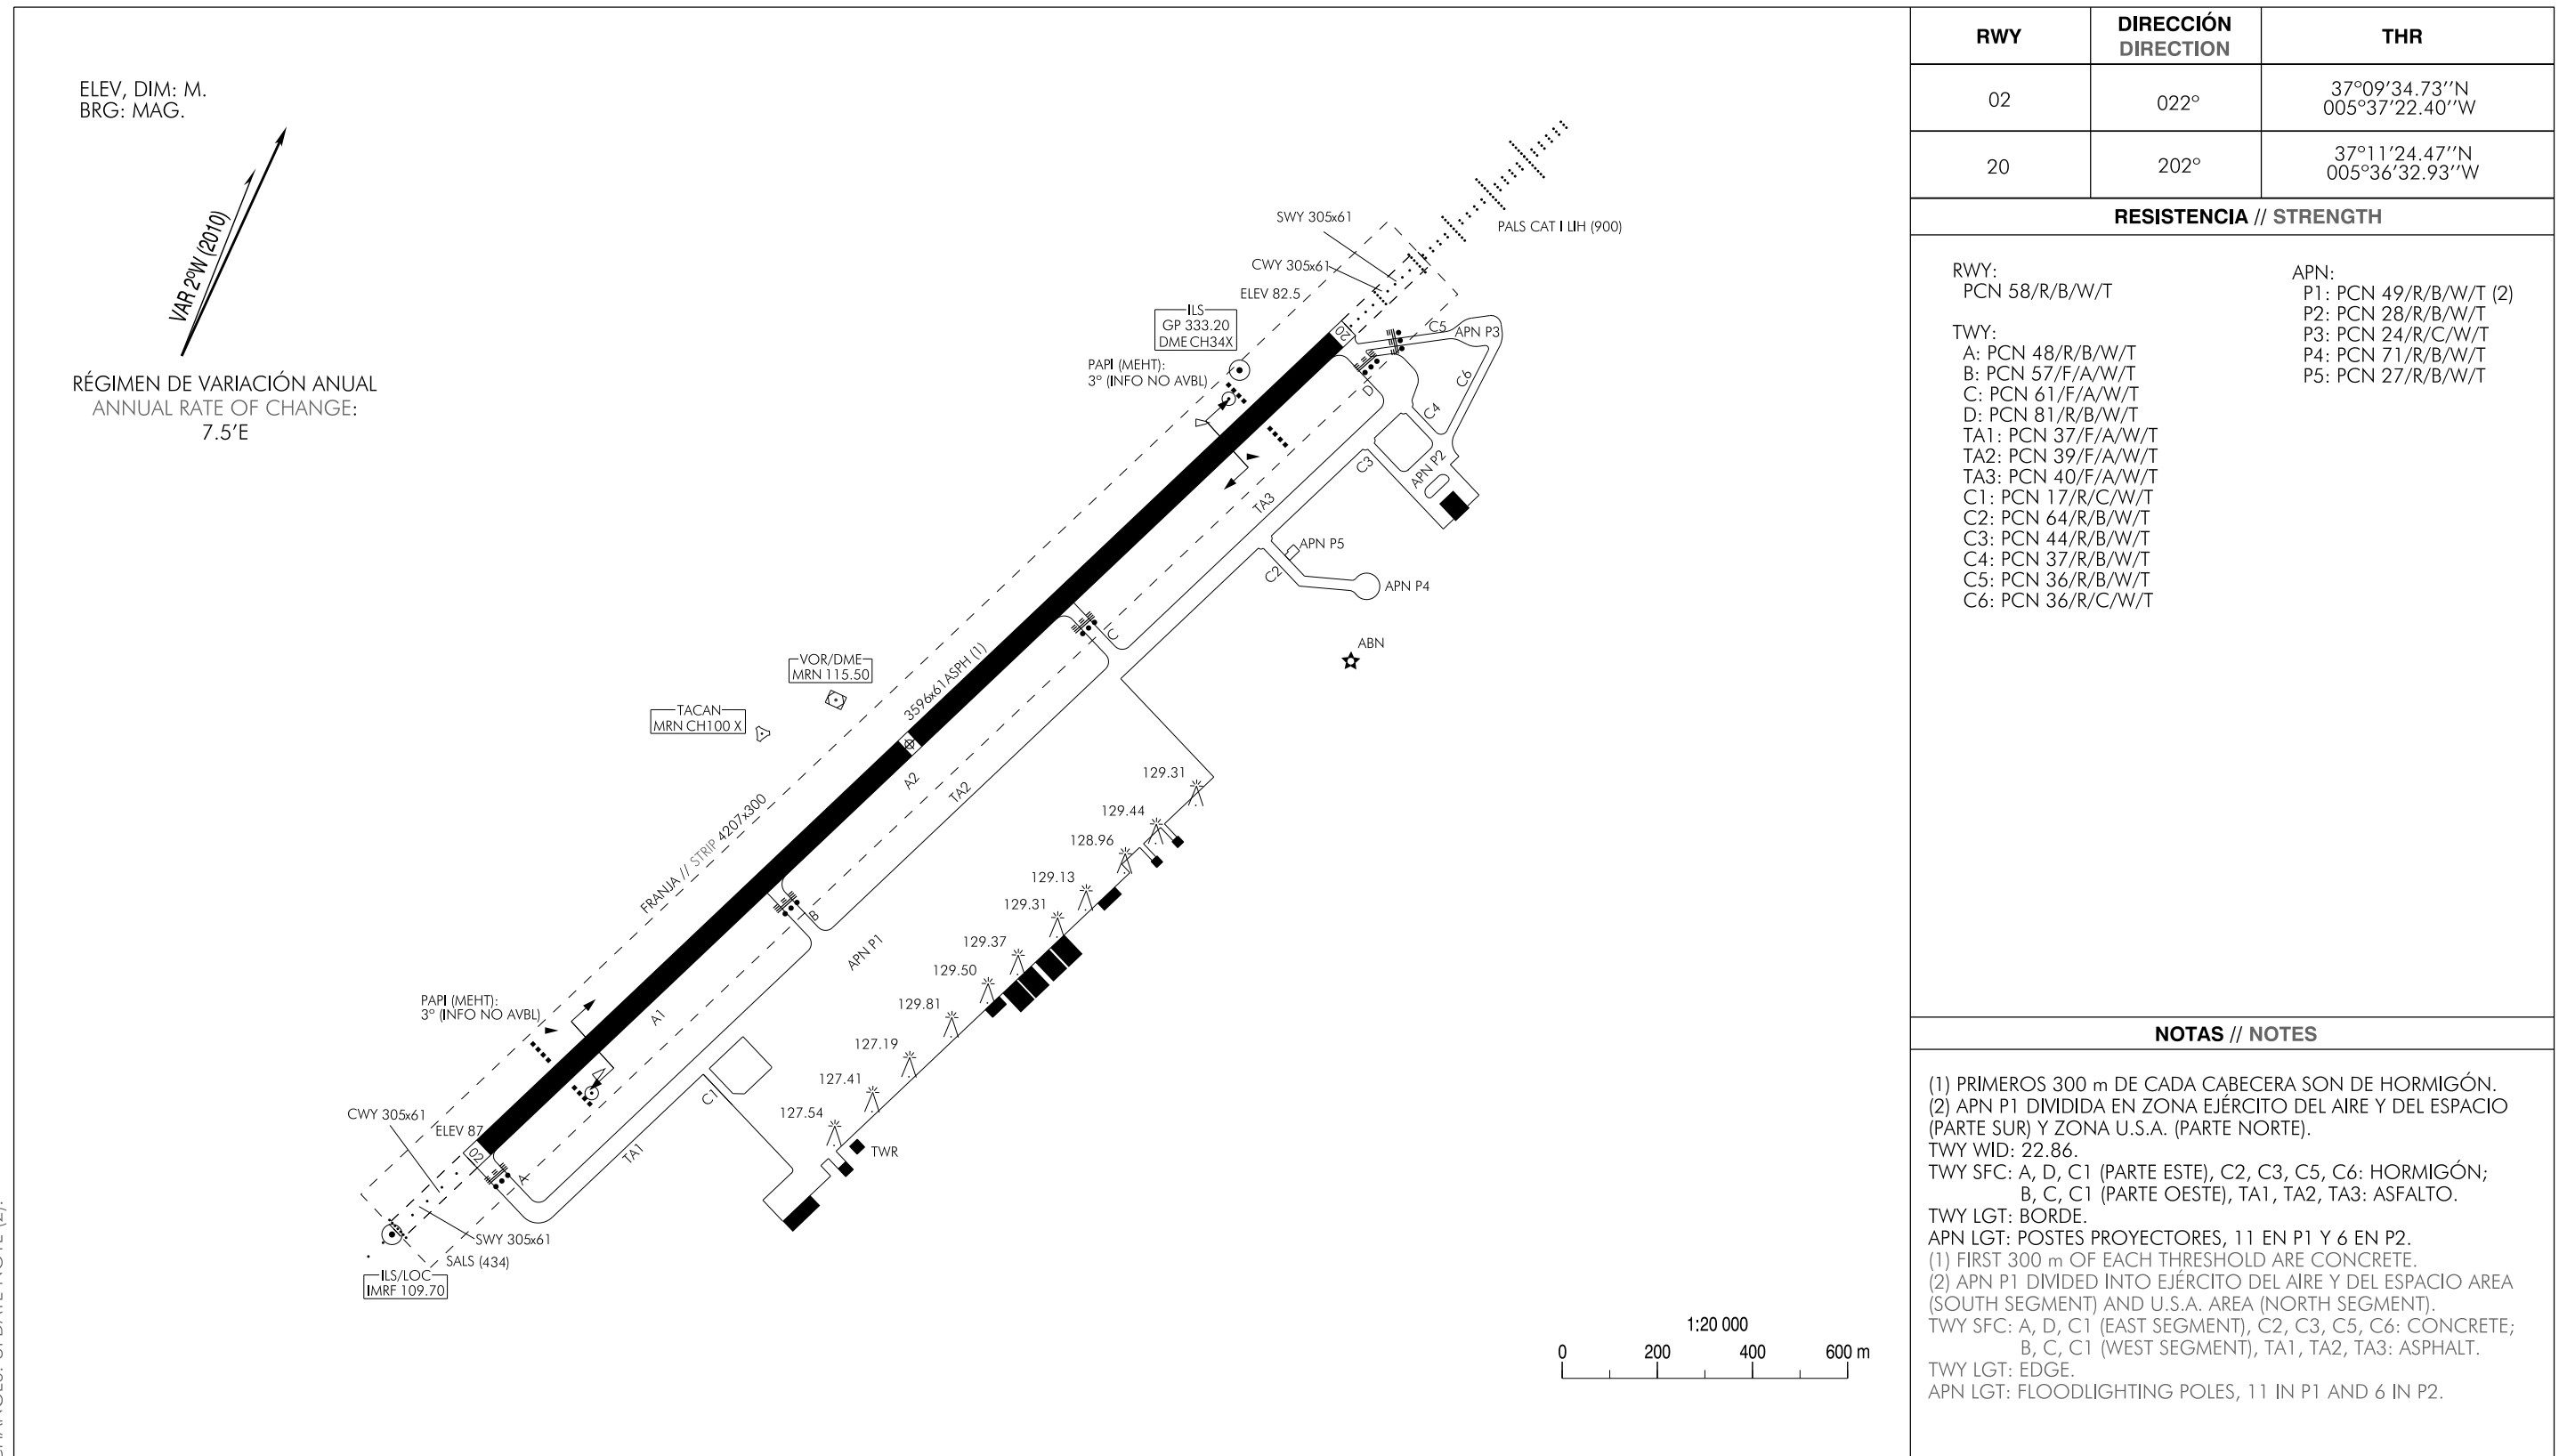 ELEV, DIM: M.
BRG: MAG.
VAR 2ºW (2010)
RÉGIMEN DE VARIACIÓN ANUAL
ANNUAL RATE OF CHANGE:
7.5'E
SWY 305x61
PALS CAT I LIH (900)
CWY 305x61
ELEV 82.5
ILS
GP 333.20
DME CH34X
PAPI (MEHT):
3º (INFO NO AVBL)
20
C5
APN P3
C6
D
C4
C3
APN P2
TA3
APN P5
C2
APN P4
C
ABN
VOR/DME
MRN 115.50
TACAN
MRN CH100 X
3596x61 ASPH (1)
A2
TA2
FRANJA // STRIP 4207x300
129.31
129.44
128.96
129.13
129.31
129.37
129.50
129.81
127.19
127.41
127.54
TWR
B
APN P1
PAPI (MEHT):
3º (INFO NO AVBL)
A1
C1
TA1
CWY 305x61
ELEV 87
02
A
SWY 305x61
SALS (434)
ILS/LOC
IMRF 109.70
1:20 000
0 200 400 600 m
RWY DIRECCIÓN THR
DIRECTION
02 022º 37º09'34.73''N
005º37'22.40''W
20 202º 37º11'24.47''N
005º36'32.93''W
RESISTENCIA // STRENGTH
RWY:
PCN 58/R/B/W/T
TWY:
A: PCN 48/R/B/W/T
B: PCN 57/F/A/W/T
C: PCN 61/F/A/W/T
D: PCN 81/R/B/W/T
TA1: PCN 37/F/A/W/T
TA2: PCN 39/F/A/W/T
TA3: PCN 40/F/A/W/T
C1: PCN 17/R/C/W/T
C2: PCN 64/R/B/W/T
C3: PCN 44/R/B/W/T
C4: PCN 37/R/B/W/T
C5: PCN 36/R/B/W/T
C6: PCN 36/R/C/W/T
APN:
P1: PCN 49/R/B/W/T (2)
P2: PCN 28/R/B/W/T
P3: PCN 24/R/C/W/T
P4: PCN 71/R/B/W/T
P5: PCN 27/R/B/W/T
NOTAS // NOTES
(1) PRIMEROS 300 m DE CADA CABECERA SON DE HORMIGÓN.
(2) APN P1 DIVIDIDA EN ZONA EJÉRCITO DEL AIRE Y DEL ESPACIO
(PARTE SUR) Y ZONA U.S.A. (PARTE NORTE).
TWY WID: 22.86.
TWY SFC: A, D, C1 (PARTE ESTE), C2, C3, C5, C6: HORMIGÓN;
B, C, C1 (PARTE OESTE), TA1, TA2, TA3: ASFALTO.
TWY LGT: BORDE.
APN LGT: POSTES PROYECTORES, 11 EN P1 Y 6 EN P2.
(1) FIRST 300 m OF EACH THRESHOLD ARE CONCRETE.
(2) APN P1 DIVIDED INTO EJÉRCITO DEL AIRE Y DEL ESPACIO AREA
(SOUTH SEGMENT) AND U.S.A. AREA (NORTH SEGMENT).
TWY SFC: A, D, C1 (EAST SEGMENT), C2, C3, C5, C6: CONCRETE;
B, C, C1 (WEST SEGMENT), TA1, TA2, TA3: ASPHALT.
TWY LGT: EDGE.
APN LGT: FLOODLIGHTING POLES, 11 IN P1 AND 6 IN P2.